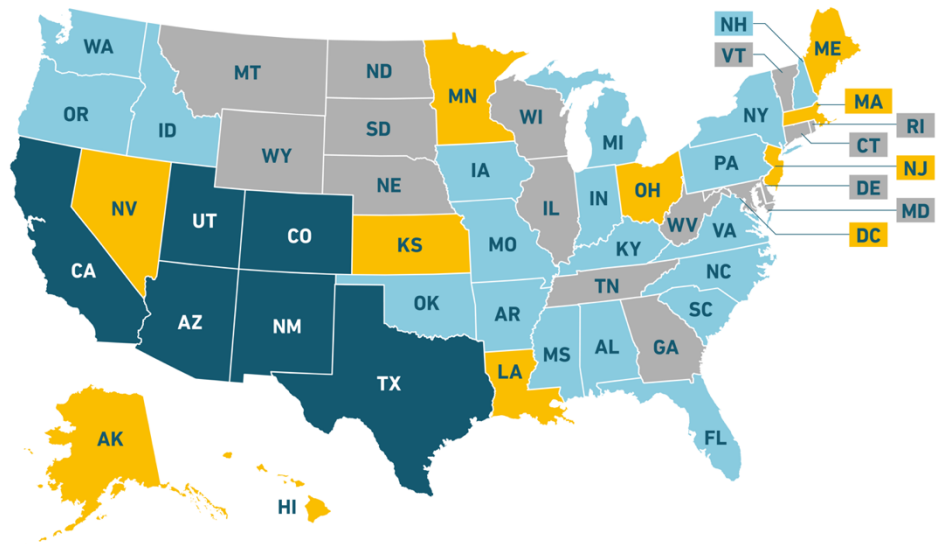 NH
WA
VT
ME
MT
ND
MN
MA
OR
ID
SD
WI
NY
RI
MI
CT
WY
PA
NJ
IA
NE
DE
OH
IN
IL
NV
MD
UT
CO
WV
VA
DC
KS
MO
KY
CA
NC
TN
OK
AR
SC
AZ
NM
GA
MS
AL
LA
TX
FL
AK
HI